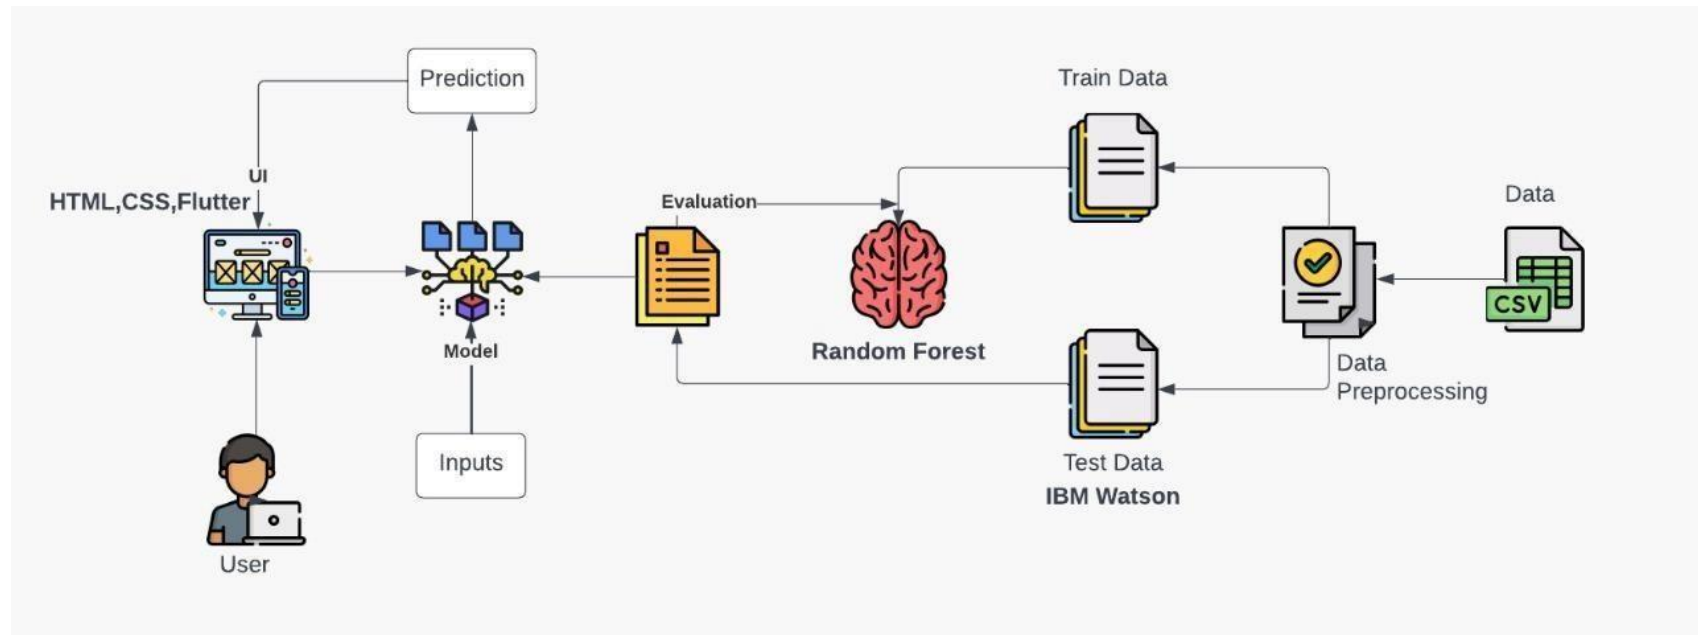 Prediction
Train Data
UI
HTML,CSS,Flutter
Evaluation
Data
CSV
Model
Random Forest
Data
Preprocessing
Inputs
Test Data
IBM Watson
User